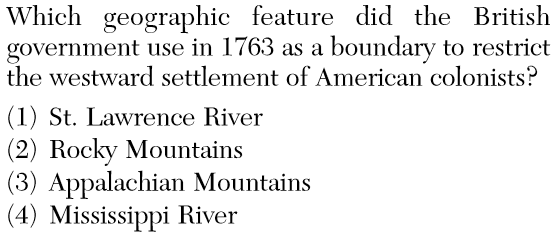 Which geographic feature did the British
government use in 1763 as a boundary to restrict
the westward settlement of American colonists?
(1) St. Lawrence River
(2) Rocky Mountains
(3) Appalachian Mountains
(4) Mississippi River